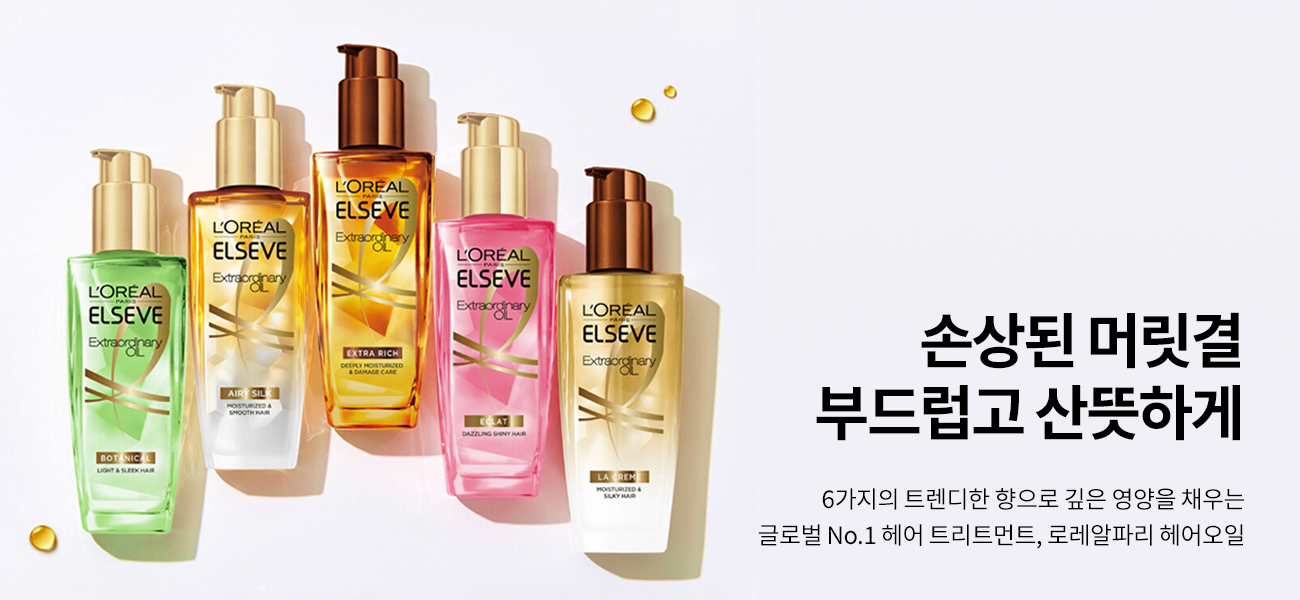 L'ORÉAL
PARIS
ELSEVE
Extraordinary
OIL
BOTANICAL
LIGHT & SLEEK HAIR
L'ORÉAL
PARIS
ELSEVE
Extraordinary
OIL
AIRY SILK
MOISTURIZED &
SMOOTH HAIR
L'ORÉAL
PARIS
ELSEVE
Extraordinary
OIL
EXTRA RICH
DEEPLY MOISTURIZED
& DAMAGE CARE
L'ORÉAL
PARIS
ELSEVE
Extraordinary
OIL
ECLAT
DAZZLING SHINY HAIR
L'ORÉAL
PARIS
ELSEVE
Extraordinary
OIL
LA CREME
MOISTURIZED &
SILKY HAIR
손상된 머릿결
부드럽고 산뜻하게
6가지의 트렌디한 향으로 깊은 영양을 채우는
글로벌 No.1 헤어 트리트먼트, 로레알파리 헤어오일